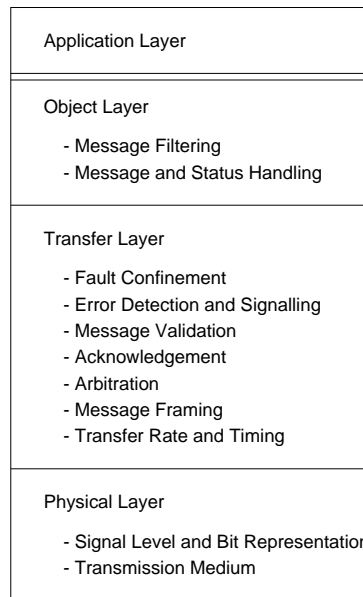 Application Layer
Object Layer
- Message Filtering
- Message and Status Handling
Transfer Layer
- Fault Confinement
- Error Detection and Signalling
- Message Validation
- Acknowledgement
- Arbitration
- Message Framing
- Transfer Rate and Timing
Physical Layer
- Signal Level and Bit Representation
- Transmission Medium